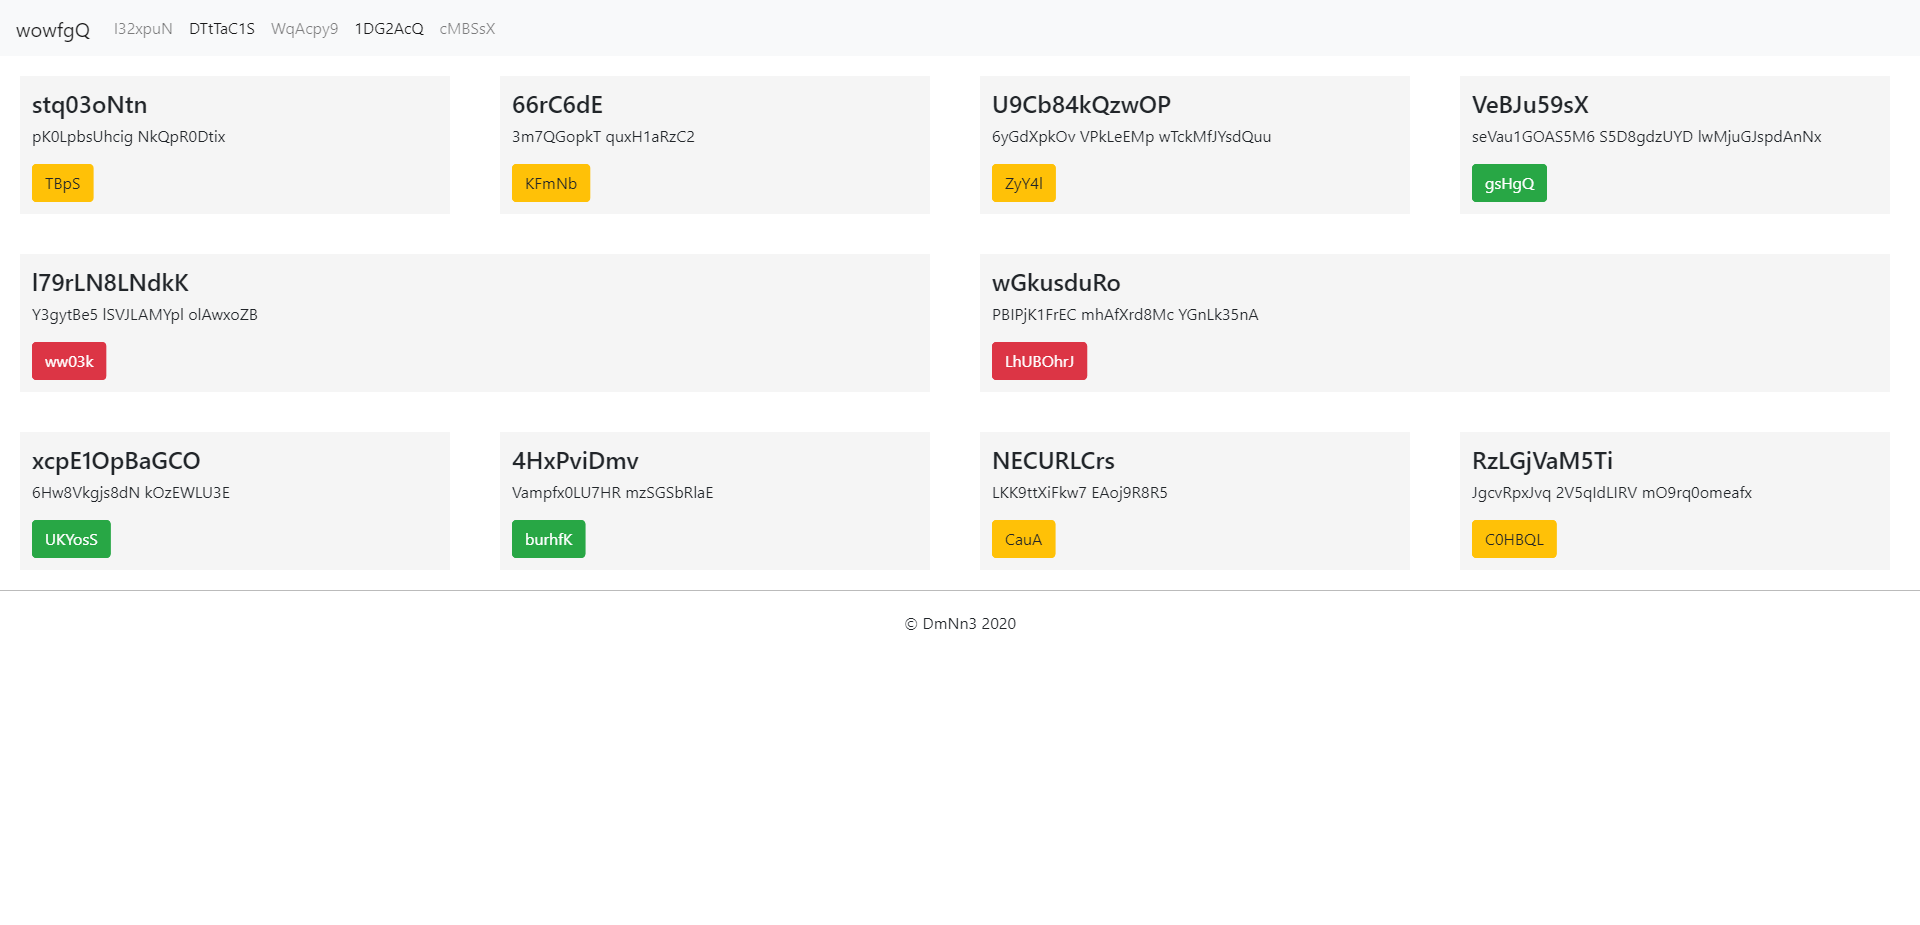 wowfgQ l32xpuN DTtTaC1S WqAcpy9 1DG2AcQ cMBSsX
stq03oNtn
pK0LpbsUhcig NkQpR0Dtix
TBpS
66rC6dE
3m7QGopkT quxH1aRzC2
KFmNb
U9Cb84kQzwOP
6yGdXpkOv VPkLeEMp wTckMfJYsdQuu
ZyY4l
VeBJu59sX
seVau1GOAS5M6 S5D8gdzUYD lwMjuGJspdAnNx
gsHgQ
l79rLN8LNdkK
Y3gytBe5 lSVJLAMYpl olAwxoZB
ww03k
wGkusduRo
PBIPjK1FrEC mhAfXrd8Mc YGnLk35nA
LhUBOhrJ
xcpE1OpBaGCO
6Hw8Vkgjs8dN kOzEWLU3E
UKYosS
4HxPviDmv
Vampfx0LU7HR mzSGSbRlaE
burhfK
NECURLCrs
LKK9ttXiFkw7 EAoj9R8R5
CauA
RzLGjVaM5Ti
JgcvRpxJvq 2V5qIdLIRV mO9rq0omeafx
C0HBQL
© DmNn3 2020